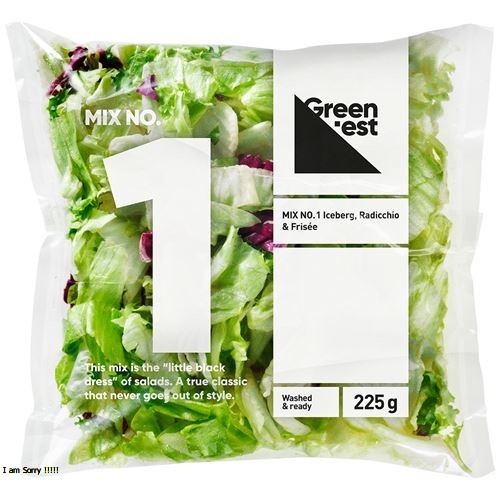 MIX NO.
1
Green
'est
MIX NO.1 Iceberg, Radicchio
& Frisée
This mix is the "little black
dress" of salads. A true classic
that never goes out of style.
Washed
& ready
225 g
I am Sorry !!!!!